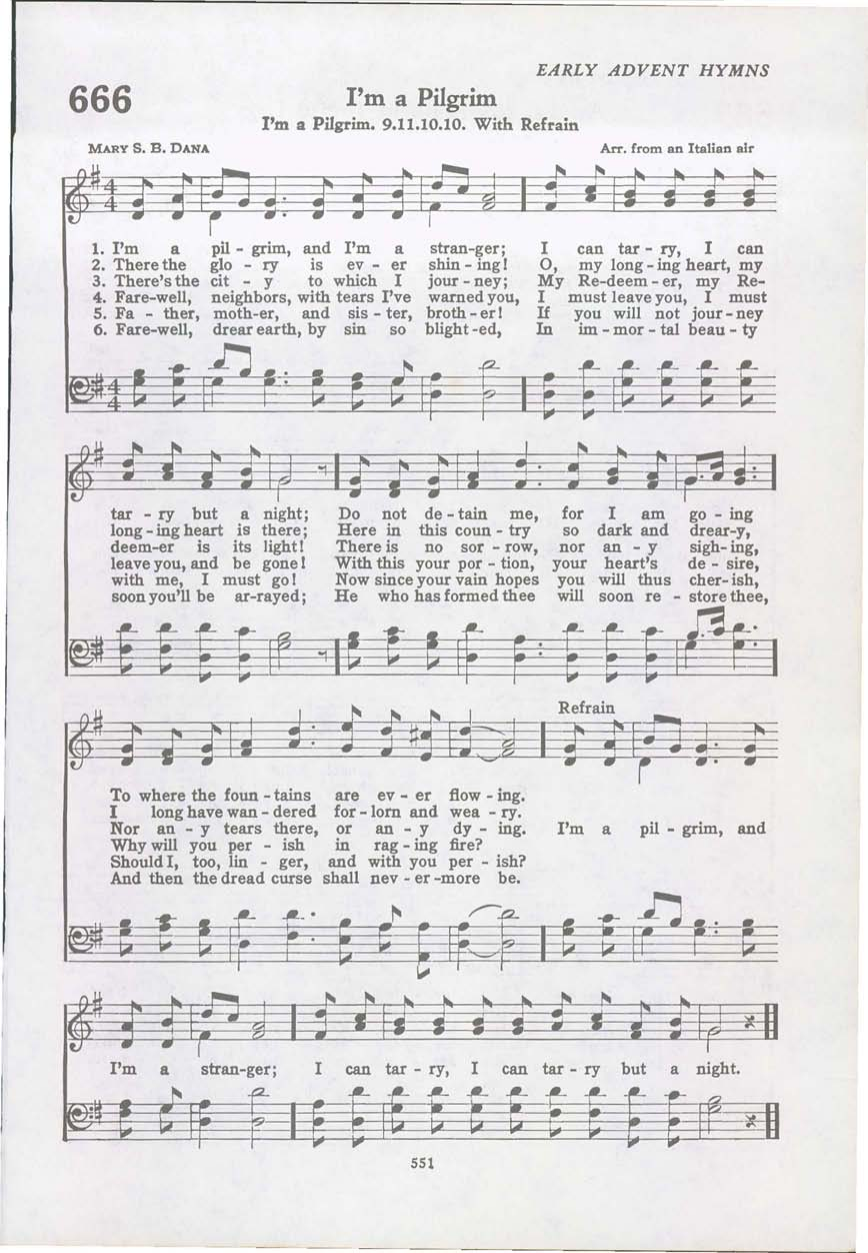 EARLY ADVENT HYMNS
666
I'm a Pilgrim
I'm a Pilgrim. 9.11.10.10. With Refrain
MARY S. B. DANA Arr. from an Italian air
1. I'm a pil - grim, and I'm a stran-ger; I can tar - ry, I can
2. There the glo - ry is ev - er shin - ing! O, my long - ing heart, my
3. There's the cit - y to which I jour - ney; My Re-deem - er, my Re-
4. Fare-well, neighbors, with tears I've warned you, I must leave you, I must
5. Fa - ther, moth-er, and sis - ter, broth - er! If you will not jour - ney
6. Fare-well, drear earth, by sin so blight-ed, In im - mor - tal beau - ty
tar - ry but a night; Do not de - tain me, for I am go - ing
long - ing heart is there; Here in this coun - try so dark and drear-y,
deem-er is its light! There is no sor - row, nor an - y sigh-ing,
leave you, and be gone! With this your por - tion, your heart's de - sire,
with me, I must go! Now since your vain hopes you will thus cher-ish,
soon you'll be ar-rayed; He who has formed thee will soon re - store thee,
Refrain
To where the foun - tains are ev - er flow - ing.
I long have wan - dered for - lorn and wea - ry.
Nor an - y tears there, or an - y dy - ing. I'm a pil - grim, and
Why will you per - ish in rag - ing fire?
Should I, too, lin - ger, and with you per - ish?
And then the dread curse shall nev - er -more be.
I'm a stran-ger; I can tar - ry, I can tar - ry but a night.
551